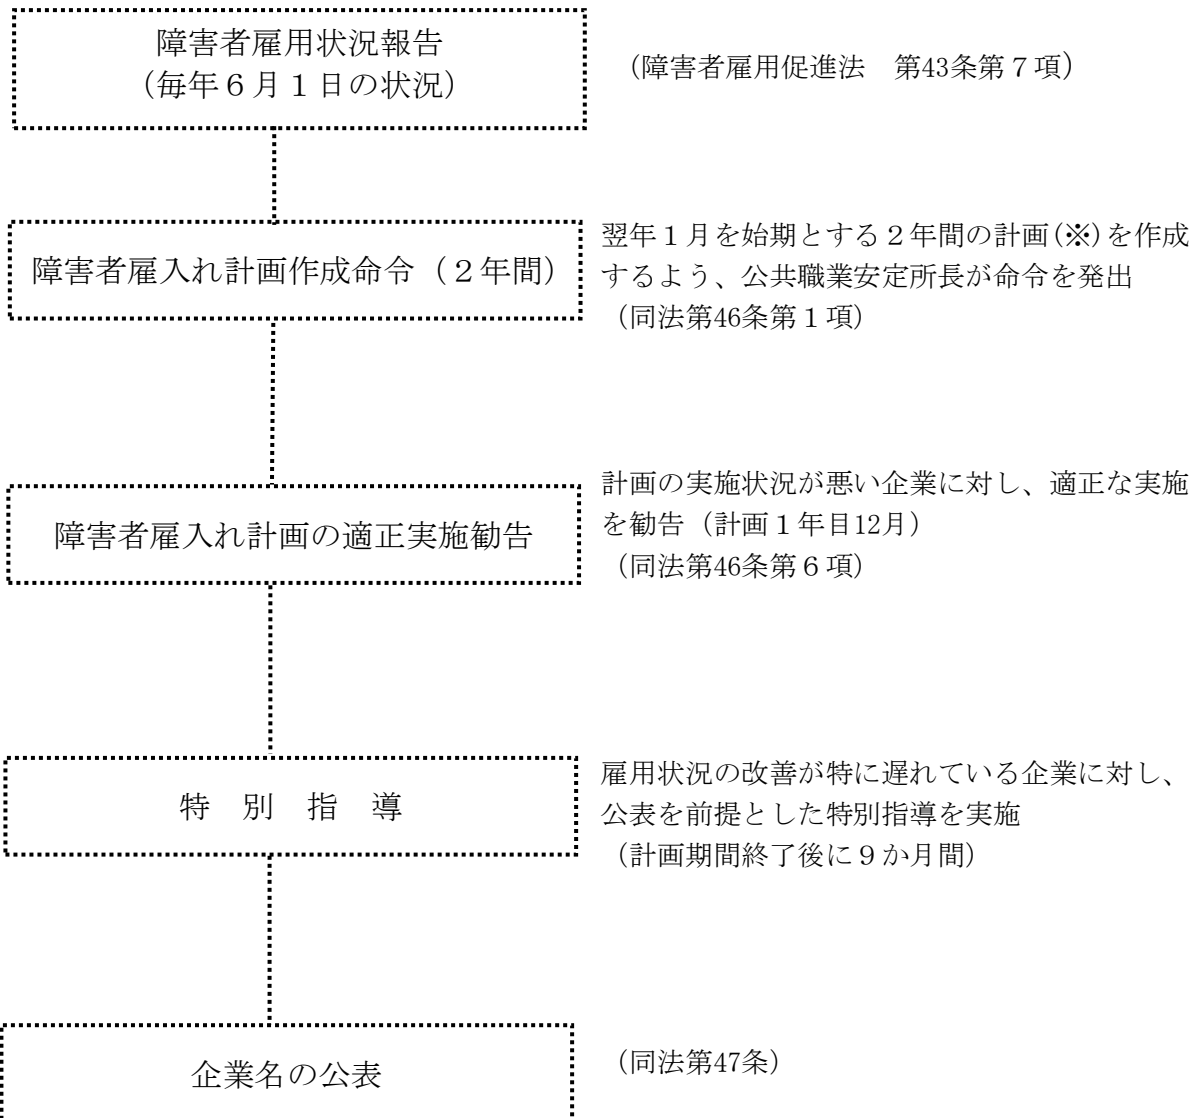 障害者雇用状況報告
（毎年６月１日の状況）
（障害者雇用促進法　第43条第７項）
障害者雇入れ計画作成命令（２年間）
翌年１月を始期とする２年間の計画(※)を作成
するよう、公共職業安定所長が命令を発出
（同法第46条第１項）
障害者雇入れ計画の適正実施勧告
計画の実施状況が悪い企業に対し、適正な実施
を勧告（計画１年目12月）
（同法第46条第６項）
特　別　指　導
雇用状況の改善が特に遅れている企業に対し、
公表を前提とした特別指導を実施
（計画期間終了後に９か月間）
企業名の公表
（同法第47条）